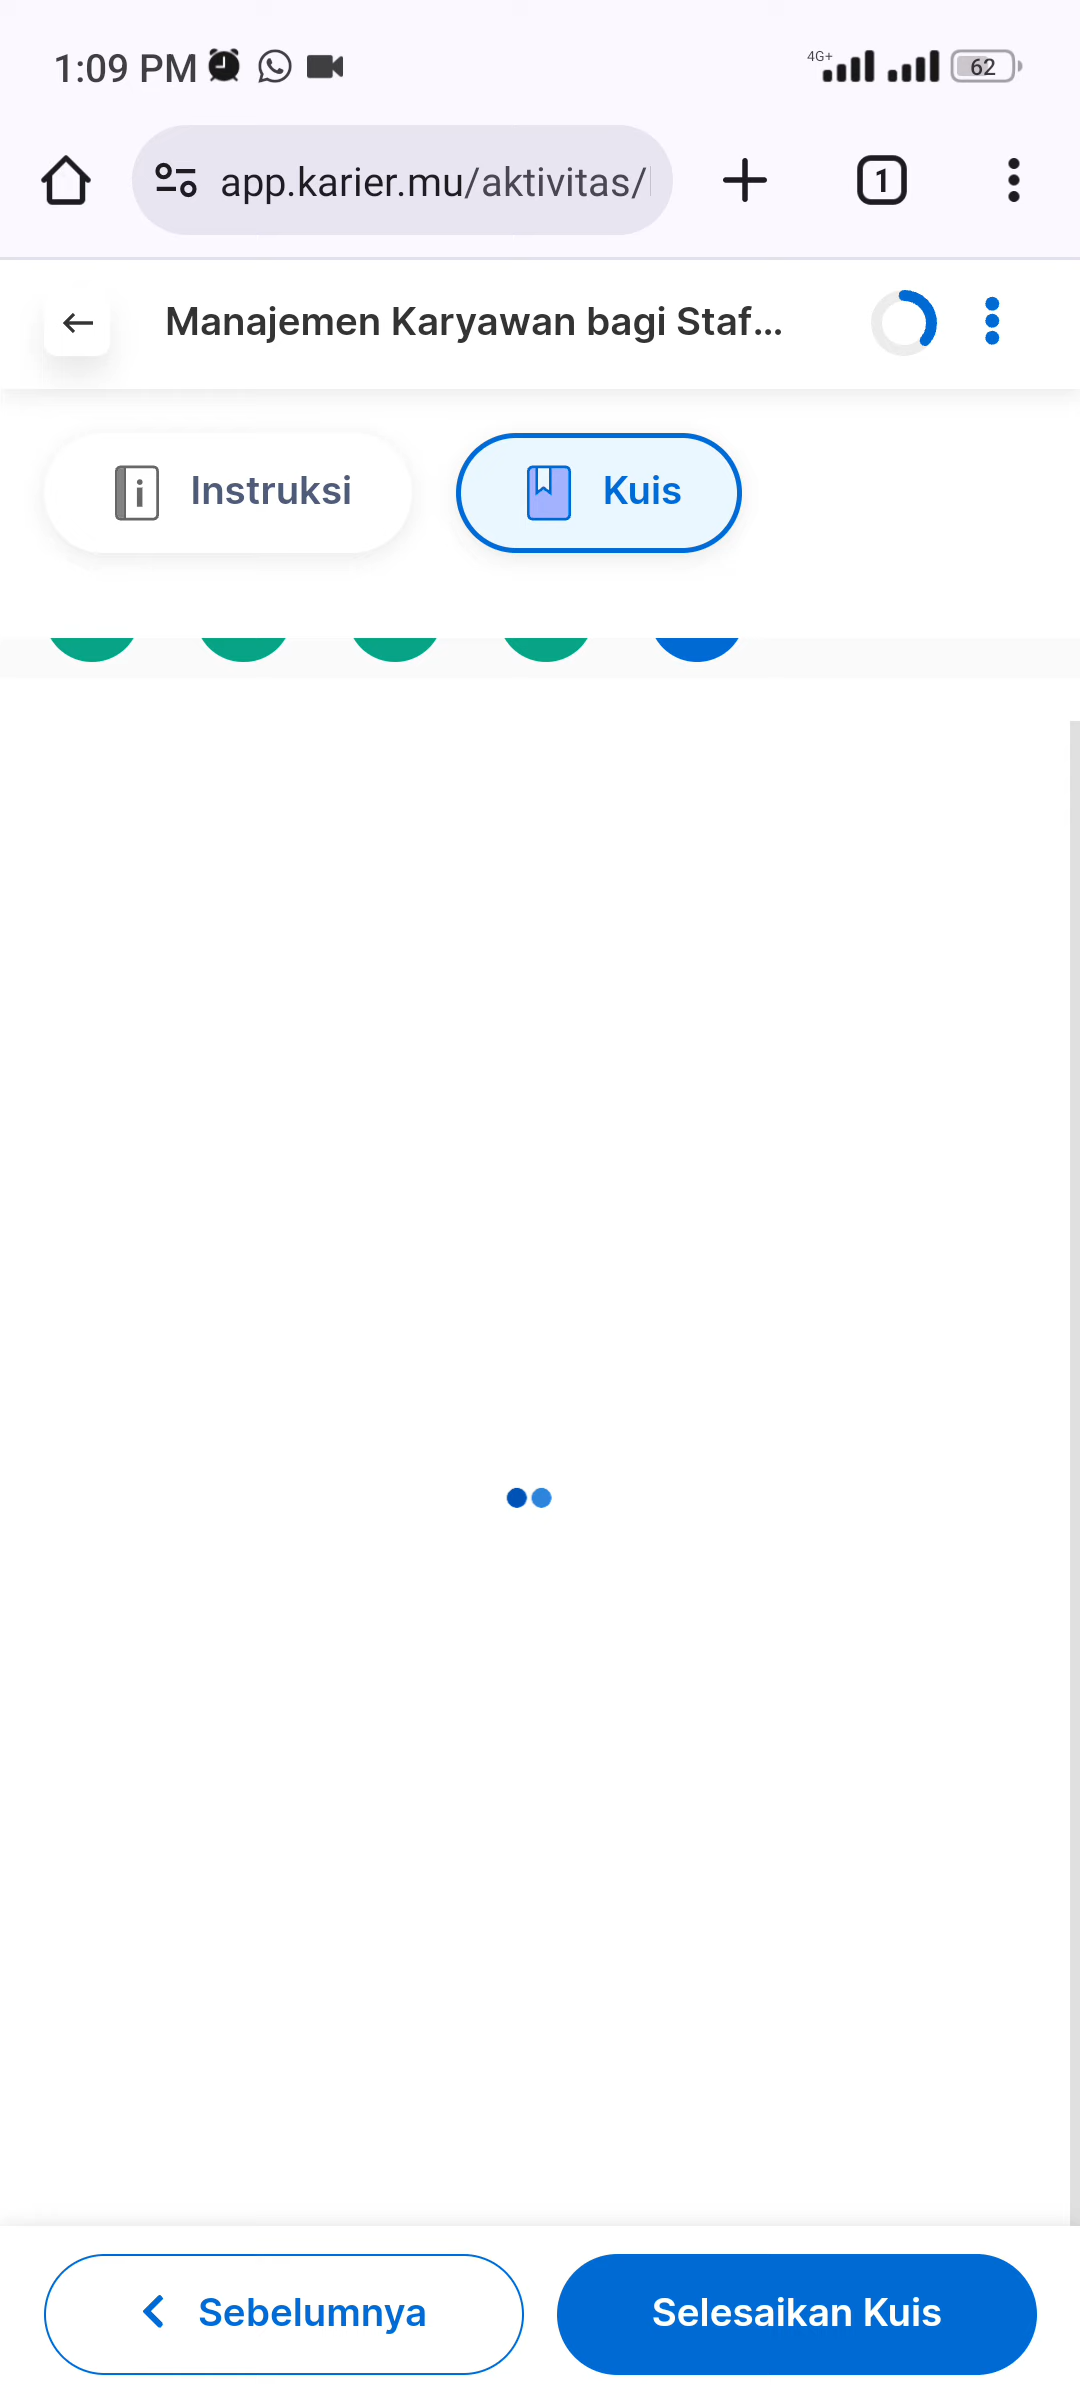 1:09 PM
4G+
62
app.karier.mu/aktivitas/
1
Manajemen Karyawan bagi Staf...
Instruksi
Kuis
Sebelumnya
Selesaikan Kuis